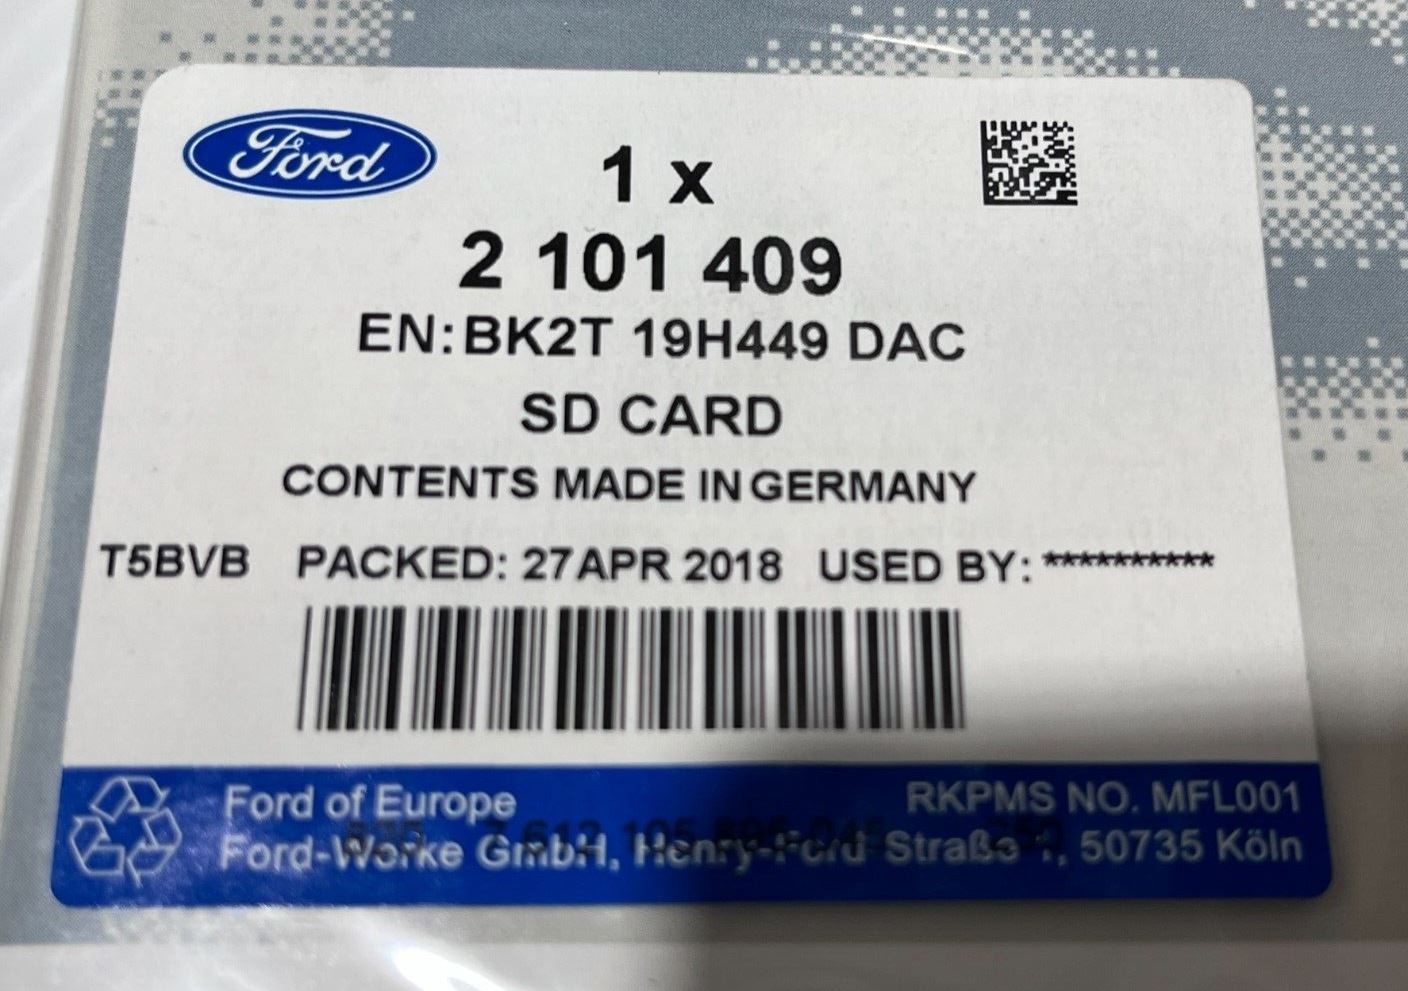 Ford
1 x
2 101 409
EN:BK2T 19H449 DAC
SD CARD
CONTENTS MADE IN GERMANY
T5BVB PACKED: 27APR 2018 USED BY: **********
Ford of Europe RKPMS NO. MFL001
Ford-Werke GmbH, Henry-Ford Straße 1, 50735 Köln